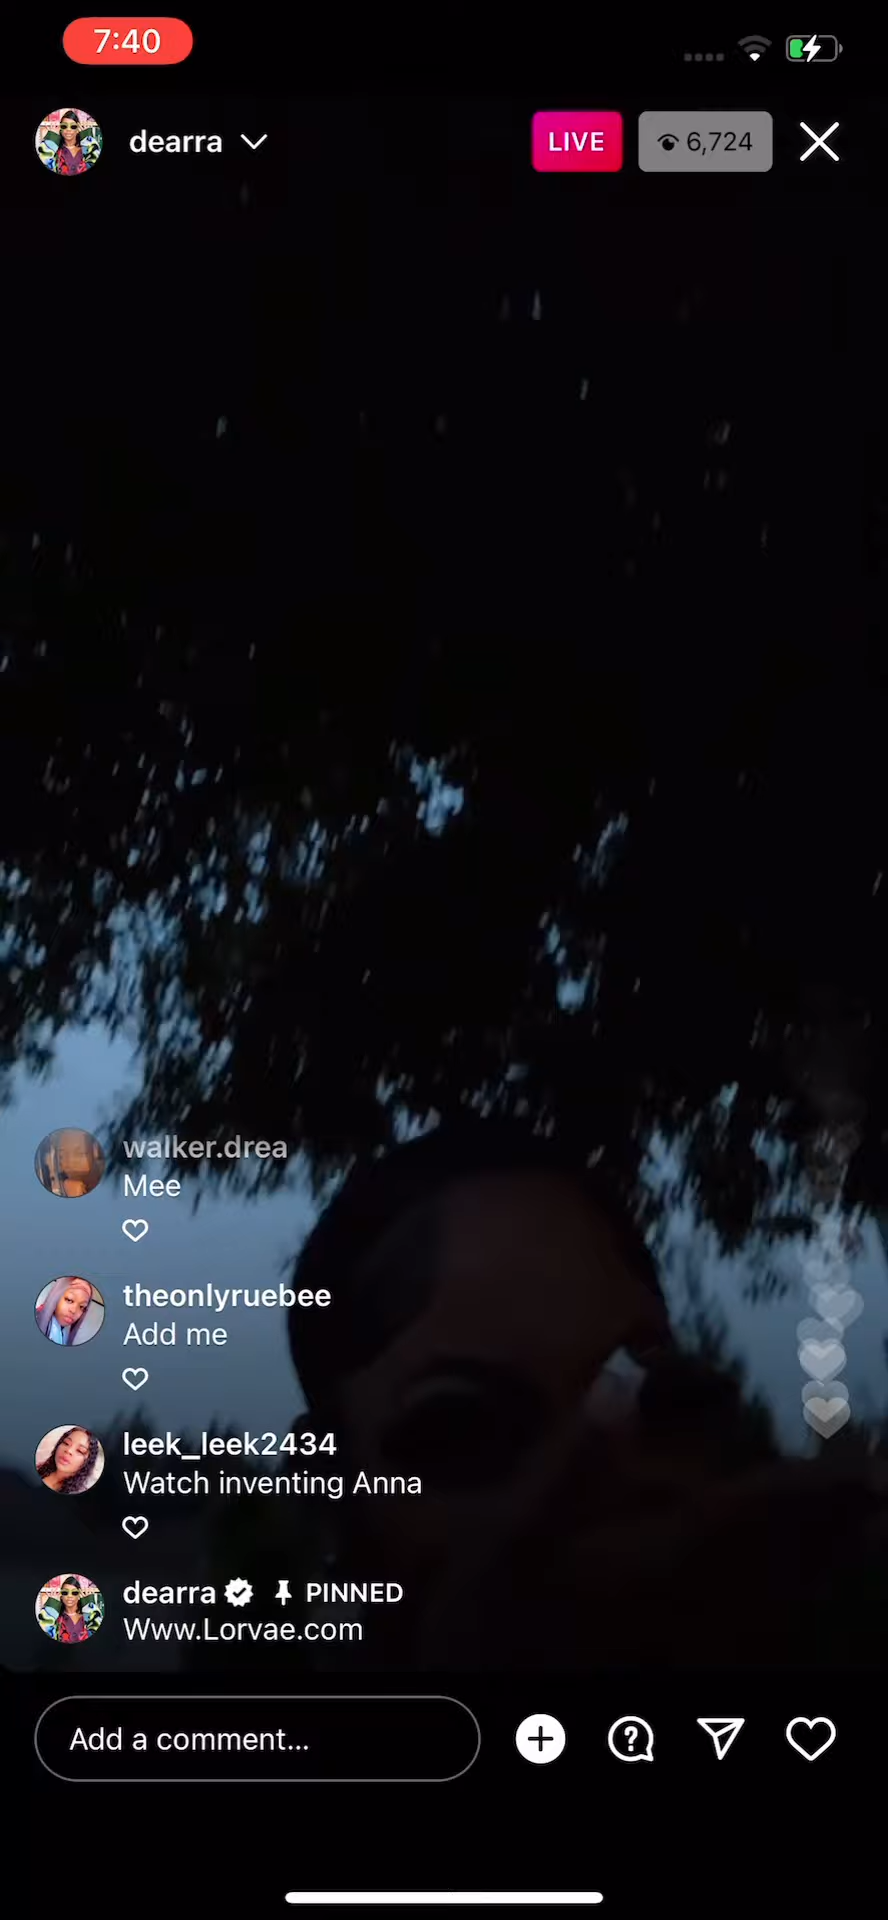 7:40
dearra
LIVE
6,724
walker.drea
Mee
theonlyruebee
Add me
leek_leek2434
Watch inventing Anna
dearra PINNED
Www.Lorvae.com
Add a comment...